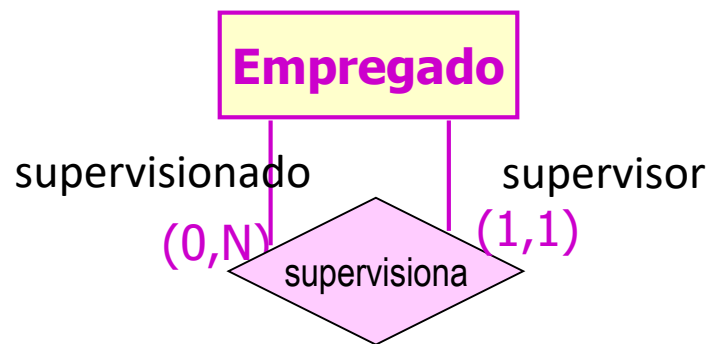 Empregado
supervisionado
supervisor
(0,N)
(1,1)
supervisiona